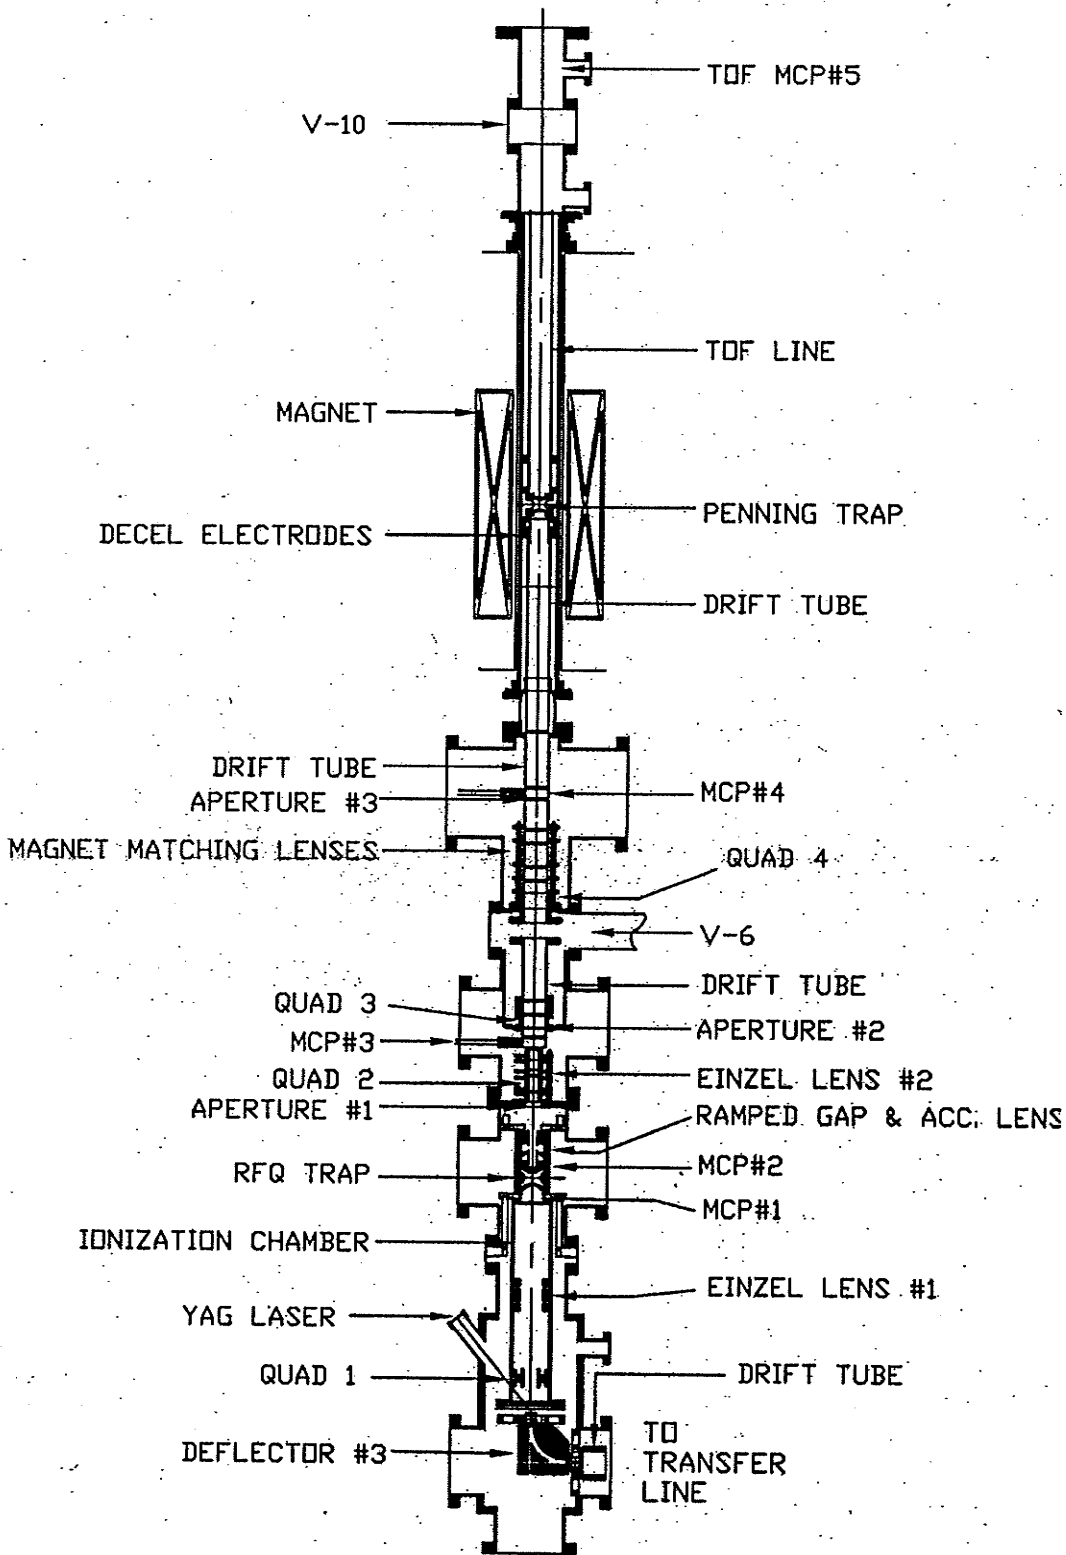 TOF MCP#5
V-10
TOF LINE
MAGNET
PENNING TRAP
DECEL ELECTRODES
DRIFT TUBE
DRIFT TUBE
MCP#4
APERTURE #3
MAGNET MATCHING LENSES
QUAD 4
V-6
DRIFT TUBE
QUAD 3
APERTURE #2
MCP#3
QUAD 2
EINZEL LENS #2
APERTURE #1
RAMPED GAP & ACC. LENS
RFQ TRAP
MCP#2
MCP#1
IONIZATION CHAMBER
EINZEL LENS #1
YAG LASER
QUAD 1
DRIFT TUBE
DEFLECTOR #3
TO
TRANSFER
LINE